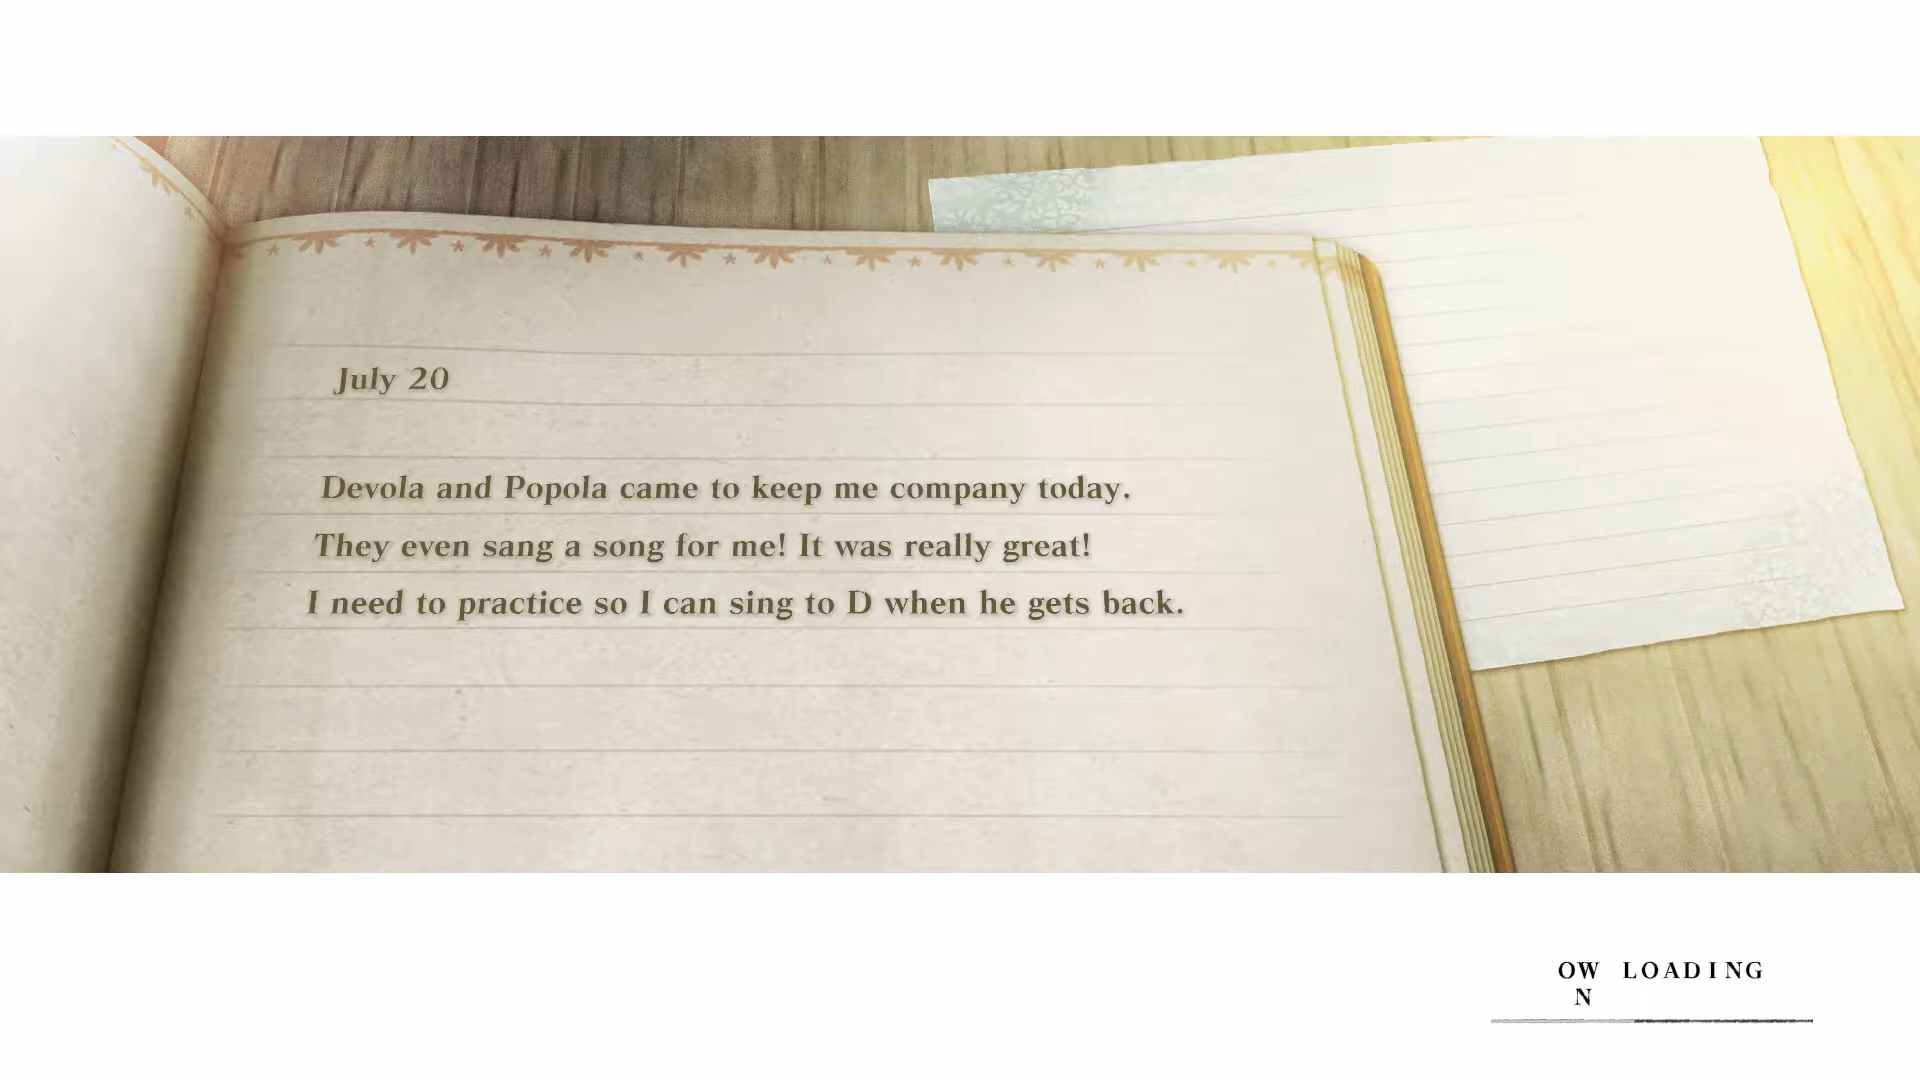 July 20
Devola and Popola came to keep me company today.
They even sang a song for me! It was really great!
I need to practice so I can sing to D when he gets back.
OW LOADING
N